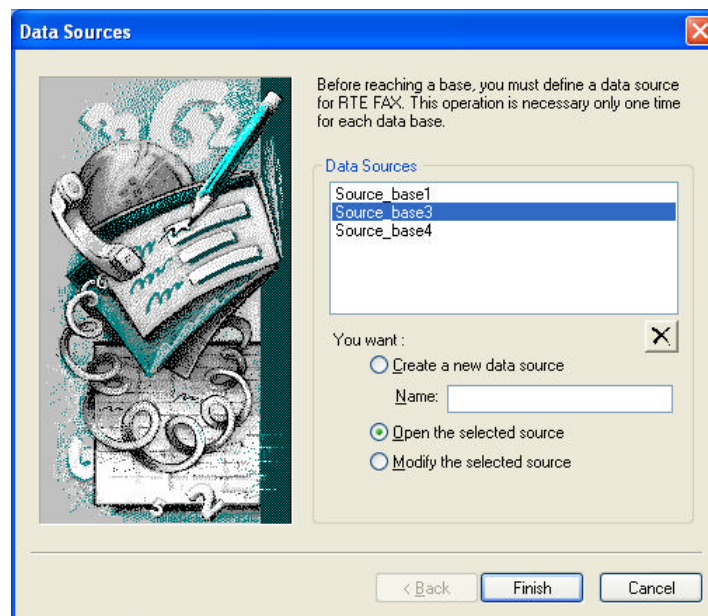 Data Sources
Before reaching a base, you must define a data source
for RTE FAX. This operation is necessary only one time
for each data base.
Data Sources
Source_base1
Source_base3
Source_base4
You want :
Create a new data source
Name:
Open the selected source
Modify the selected source
< Back
Finish
Cancel